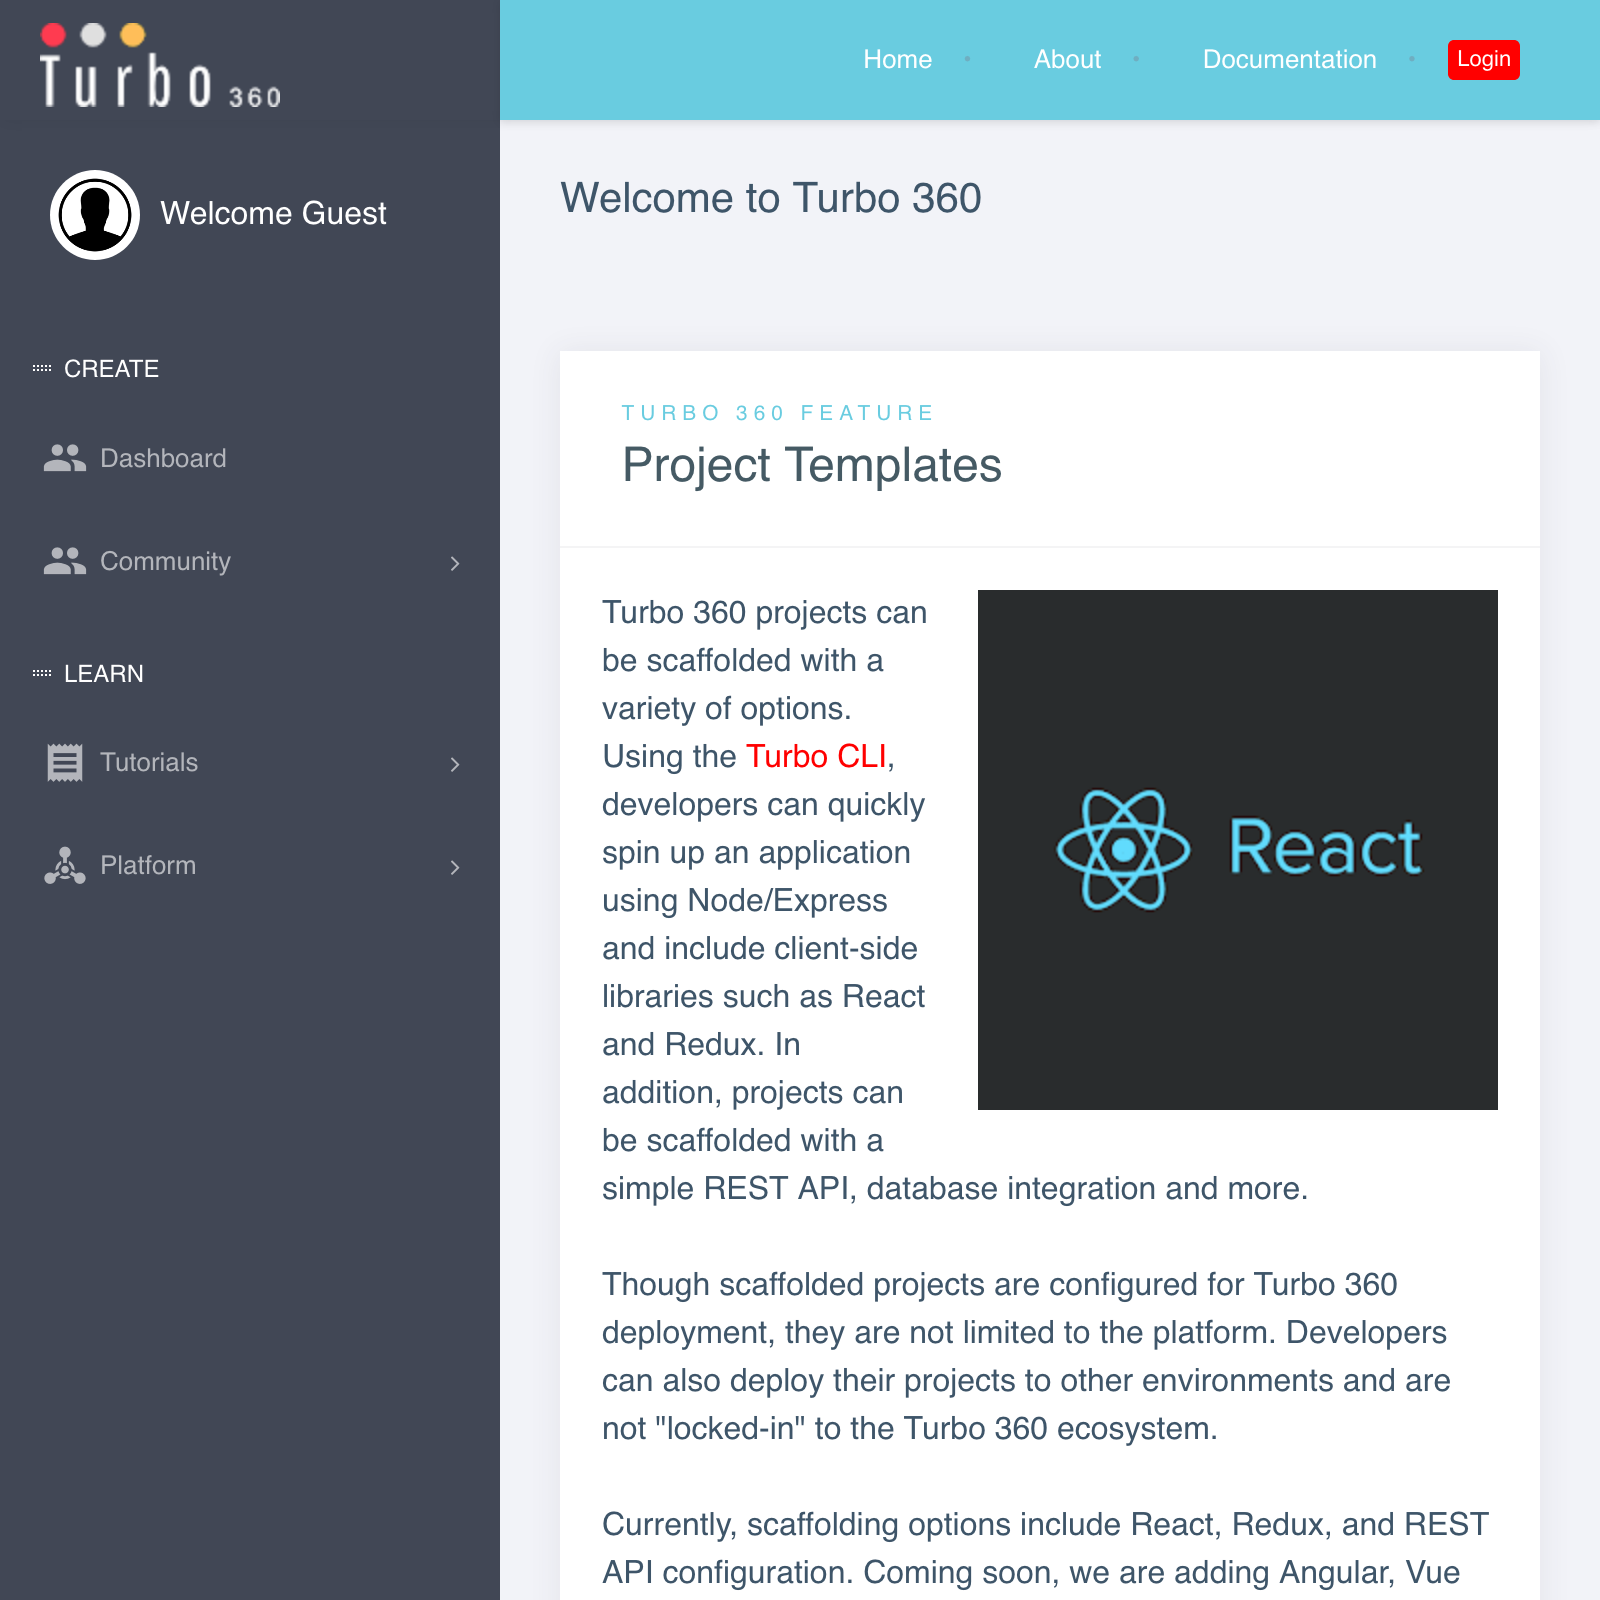 Turbo 360
Home
About
Documentation
Login
Welcome Guest
CREATE
Dashboard
Community
LEARN
Tutorials
Platform
Welcome to Turbo 360
TURBO 360 FEATURE
Project Templates
Turbo 360 projects can
be scaffolded with a
variety of options.
Using the Turbo CLI,
developers can quickly
spin up an application
using Node/Express
and include client-side
libraries such as React
and Redux. In
addition, projects can
be scaffolded with a
simple REST API, database integration and more.
React
Though scaffolded projects are configured for Turbo 360
deployment, they are not limited to the platform. Developers
can also deploy their projects to other environments and are
not "locked-in" to the Turbo 360 ecosystem.
Currently, scaffolding options include React, Redux, and REST
API configuration. Coming soon, we are adding Angular, Vue